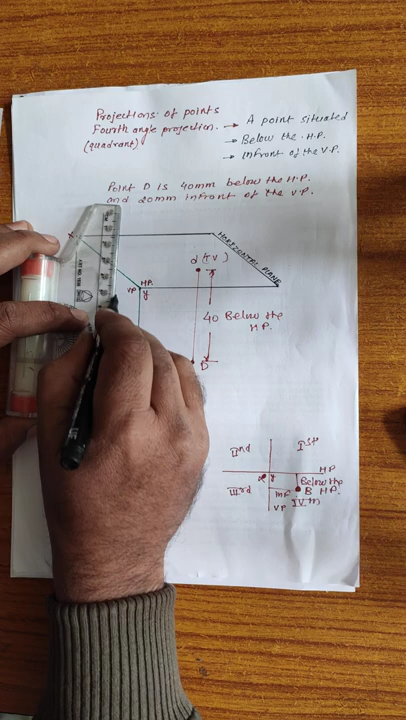 Projections of points
Fourth angle projection. → A point situated
(quadrant) → Below the H.P.
→ Infront of the V.P.
Point D is 40mm below the H.P.
and 20mm infront of the V.P.
x
HORIZONTAL PLANE
d (TV)
HP
VP y
40 Below the
H.P.
D
IInd Ist
HP
x y
IIIrd Below the
B H.P.
IVth
VP